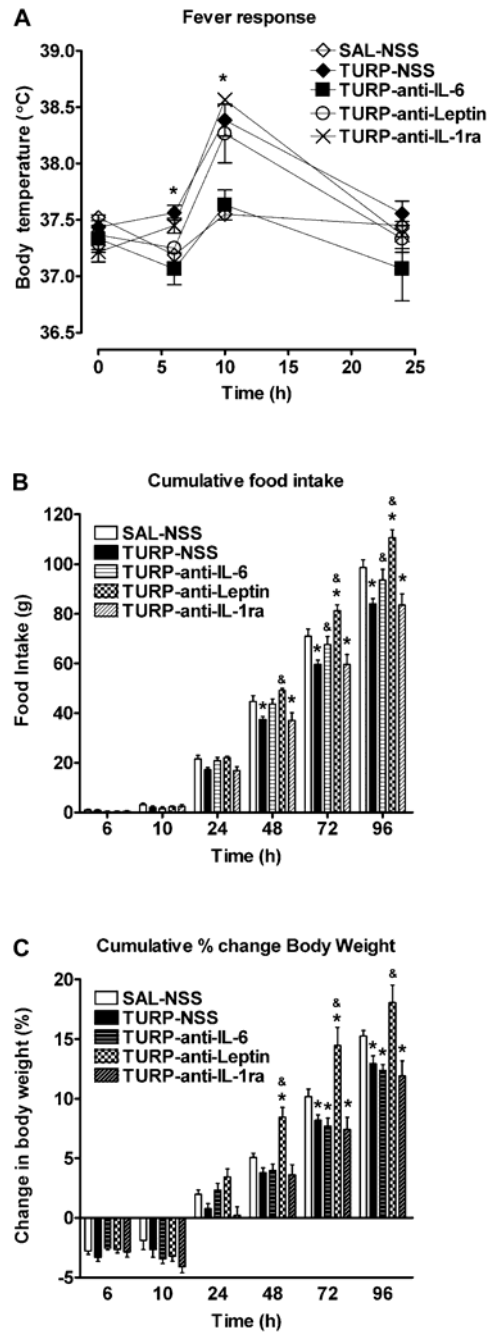 A
Fever response
39.0
38.5
38.0
37.5
37.0
36.5
Body temperature (°C)
*
*
SAL-NSS
TURP-NSS
TURP-anti-IL-6
TURP-anti-Leptin
TURP-anti-IL-1ra
0 5 10 15 20 25
Time (h)
B
Cumulative food intake
120
100
80
60
40
20
0
Food Intake (g)
SAL-NSS
TURP-NSS
TURP-anti-IL-6
TURP-anti-Leptin
TURP-anti-IL-1ra
* & *
* & & * *
* & & * *
6 10 24 48 72 96
Time (h)
C
Cumulative % change Body Weight
20
15
10
5
0
-5
Change in body weight (%)
SAL-NSS
TURP-NSS
TURP-anti-IL-6
TURP-anti-Leptin
TURP-anti-IL-1ra
& *
* * & * *
* * & *
6 10 24 48 72 96
Time (h)